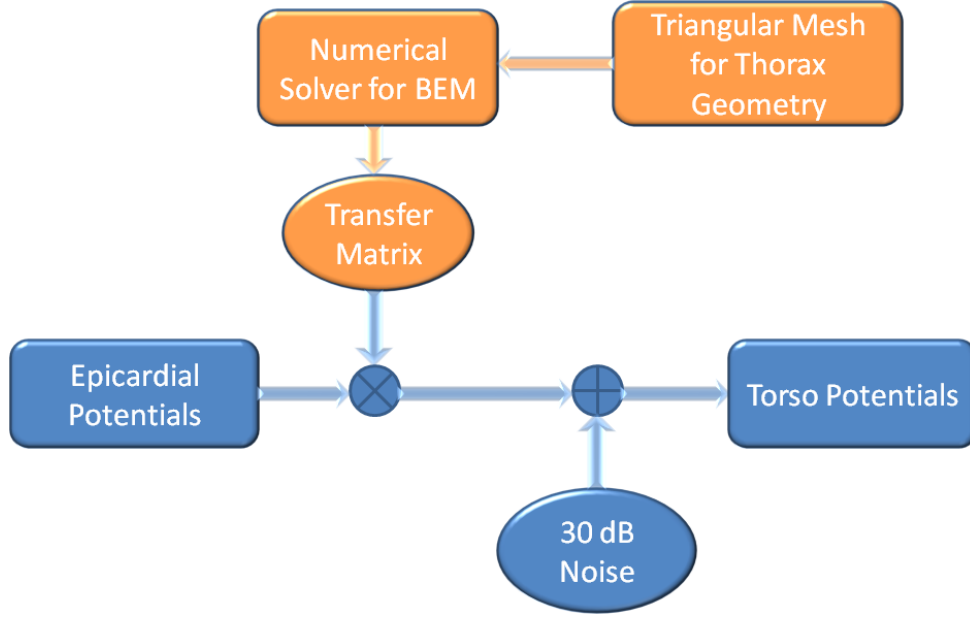 Numerical
Solver for BEM
Triangular Mesh
for Thorax
Geometry
Transfer
Matrix
Epicardial
Potentials
Torso Potentials
30 dB
Noise